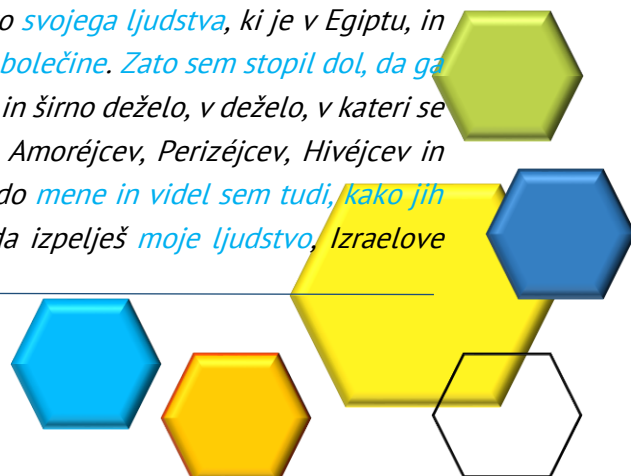 svojega ljudstva, ki je v Egiptu, in
bolečine. Zato sem stopil dol, da ga
in širno deželo, v deželo, v kateri se
Amoréjcev, Perizéjcev, Hivéjcev in
do mene in videl sem tudi, kako jih
da izpelješ moje ljudstvo, Izraelove